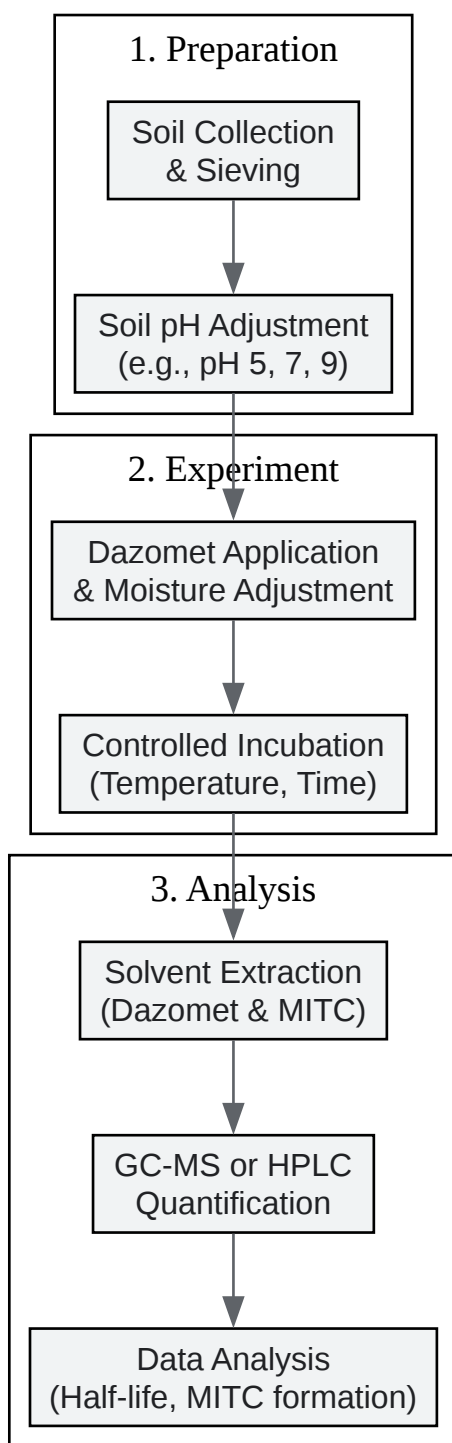 1. Preparation
Soil Collection
& Sieving
Soil pH Adjustment
(e.g., pH 5, 7, 9)
2. Experiment
Dazomet Application
& Moisture Adjustment
Controlled Incubation
(Temperature, Time)
3. Analysis
Solvent Extraction
(Dazomet & MITC)
GC-MS or HPLC
Quantification
Data Analysis
(Half-life, MITC formation)